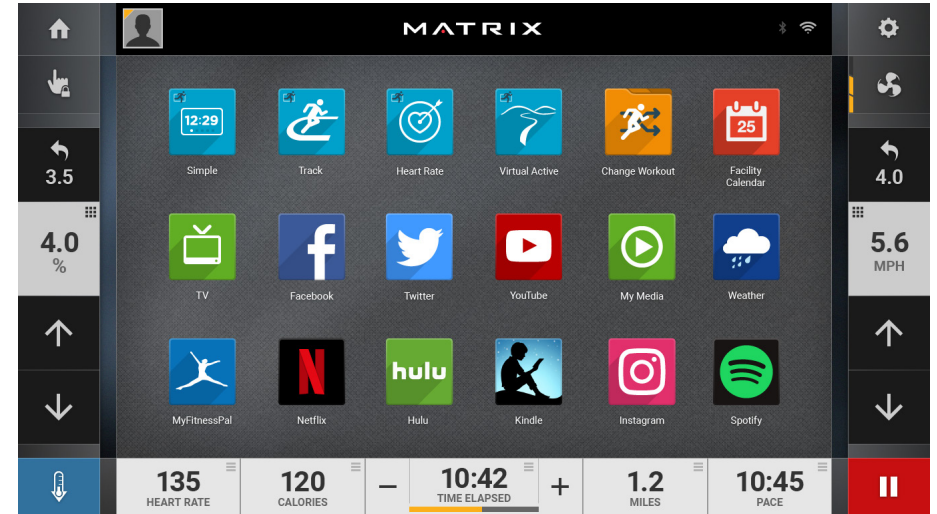 MATRIX
3.5
4.0
%
4.0
5.6
MPH
12:29
Simple
Track
Heart Rate
Virtual Active
Change Workout
25
Facility
Calendar
TV
f
Facebook
Twitter
YouTube
My Media
Weather
MyFitnessPal
N
Netflix
hulu
Hulu
Kindle
Instagram
Spotify
135
HEART RATE
120
CALORIES
− 10:42 +
TIME ELAPSED
1.2
MILES
10:45
PACE